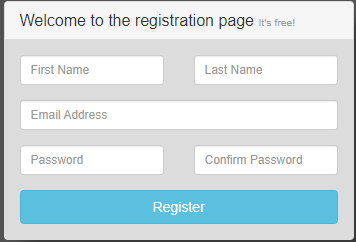 Welcome to the registration page It's free!
First Name Last Name
Email Address
Password Confirm Password
Register